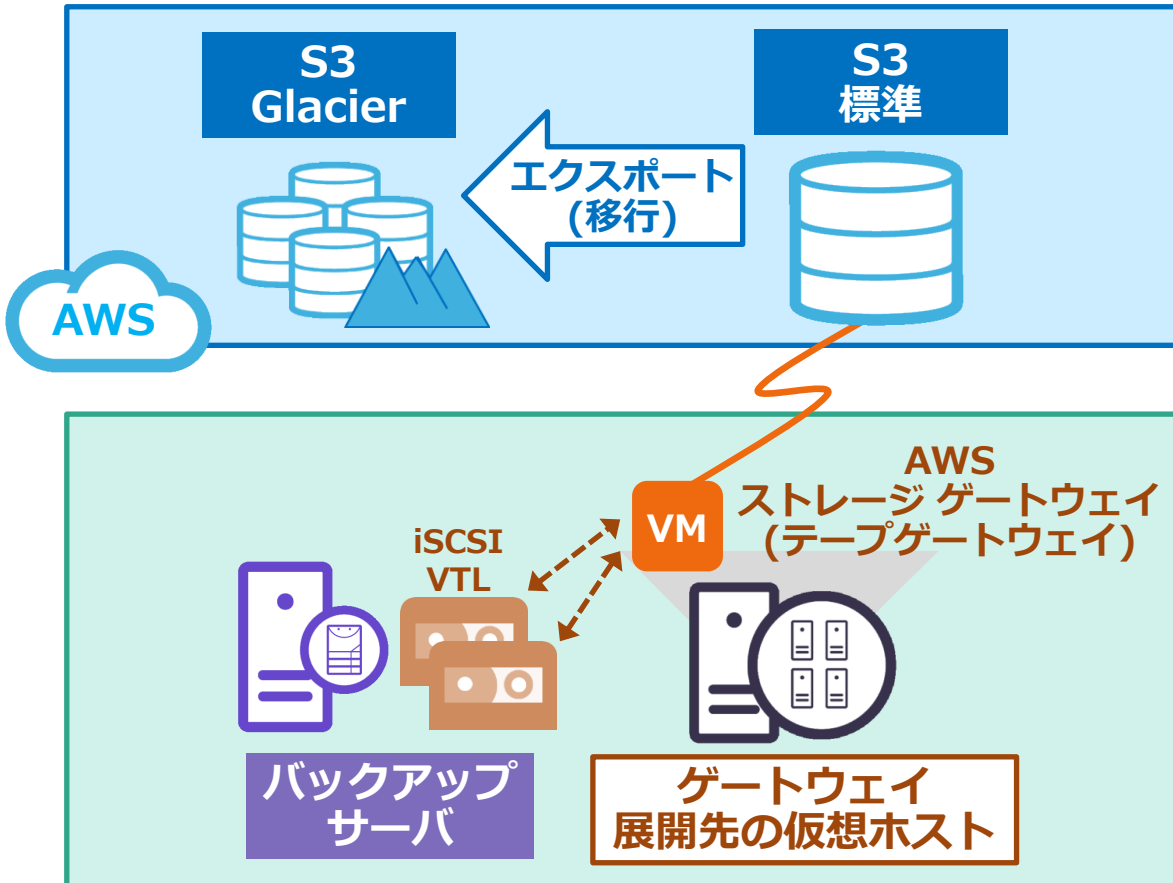 S3
Glacier
S3
標準
エクスポート
(移行)
AWS
AWS
ストレージ ゲートウェイ
(テープゲートウェイ)
VM
iSCSI
VTL
バックアップ
サーバ
ゲートウェイ
展開先の仮想ホスト